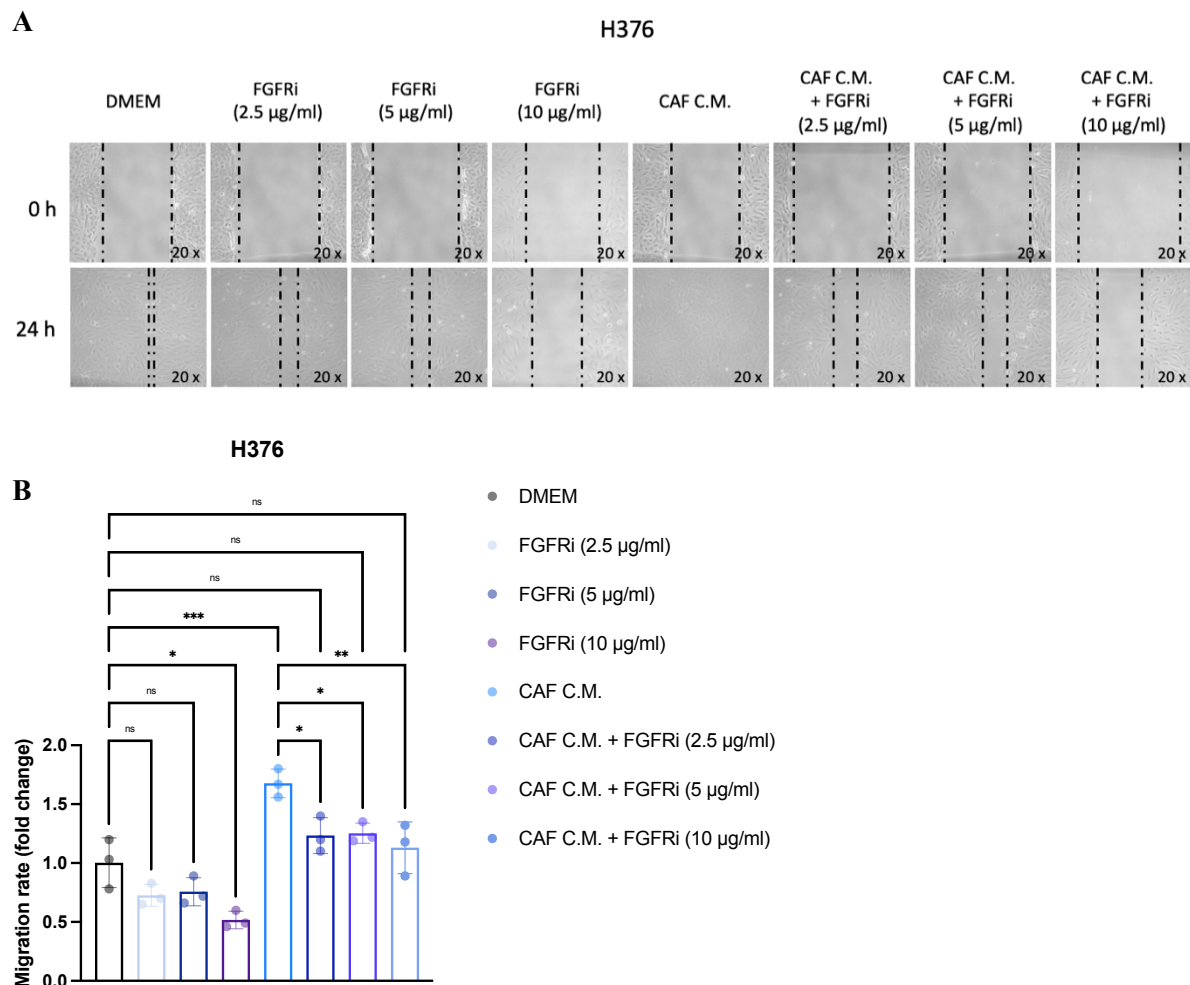 A
H376
DMEM
FGFRi
(2.5 µg/ml)
FGFRi
(5 µg/ml)
FGFRi
(10 µg/ml)
CAF C.M.
CAF C.M.
+ FGFRi
(2.5 µg/ml)
CAF C.M.
+ FGFRi
(5 µg/ml)
CAF C.M.
+ FGFRi
(10 µg/ml)
0 h
20 x
20 x
20 x
20 x
20 x
20 x
20 x
20 x
24 h
20 x
20 x
20 x
20 x
20 x
20 x
20 x
20 x
H376
B
ns
ns
ns
***
*
**
ns
*
ns
*
Migration rate (fold change)
2.0
1.5
1.0
0.5
0.0
DMEM
FGFRi (2.5 µg/ml)
FGFRi (5 µg/ml)
FGFRi (10 µg/ml)
CAF C.M.
CAF C.M. + FGFRi (2.5 µg/ml)
CAF C.M. + FGFRi (5 µg/ml)
CAF C.M. + FGFRi (10 µg/ml)